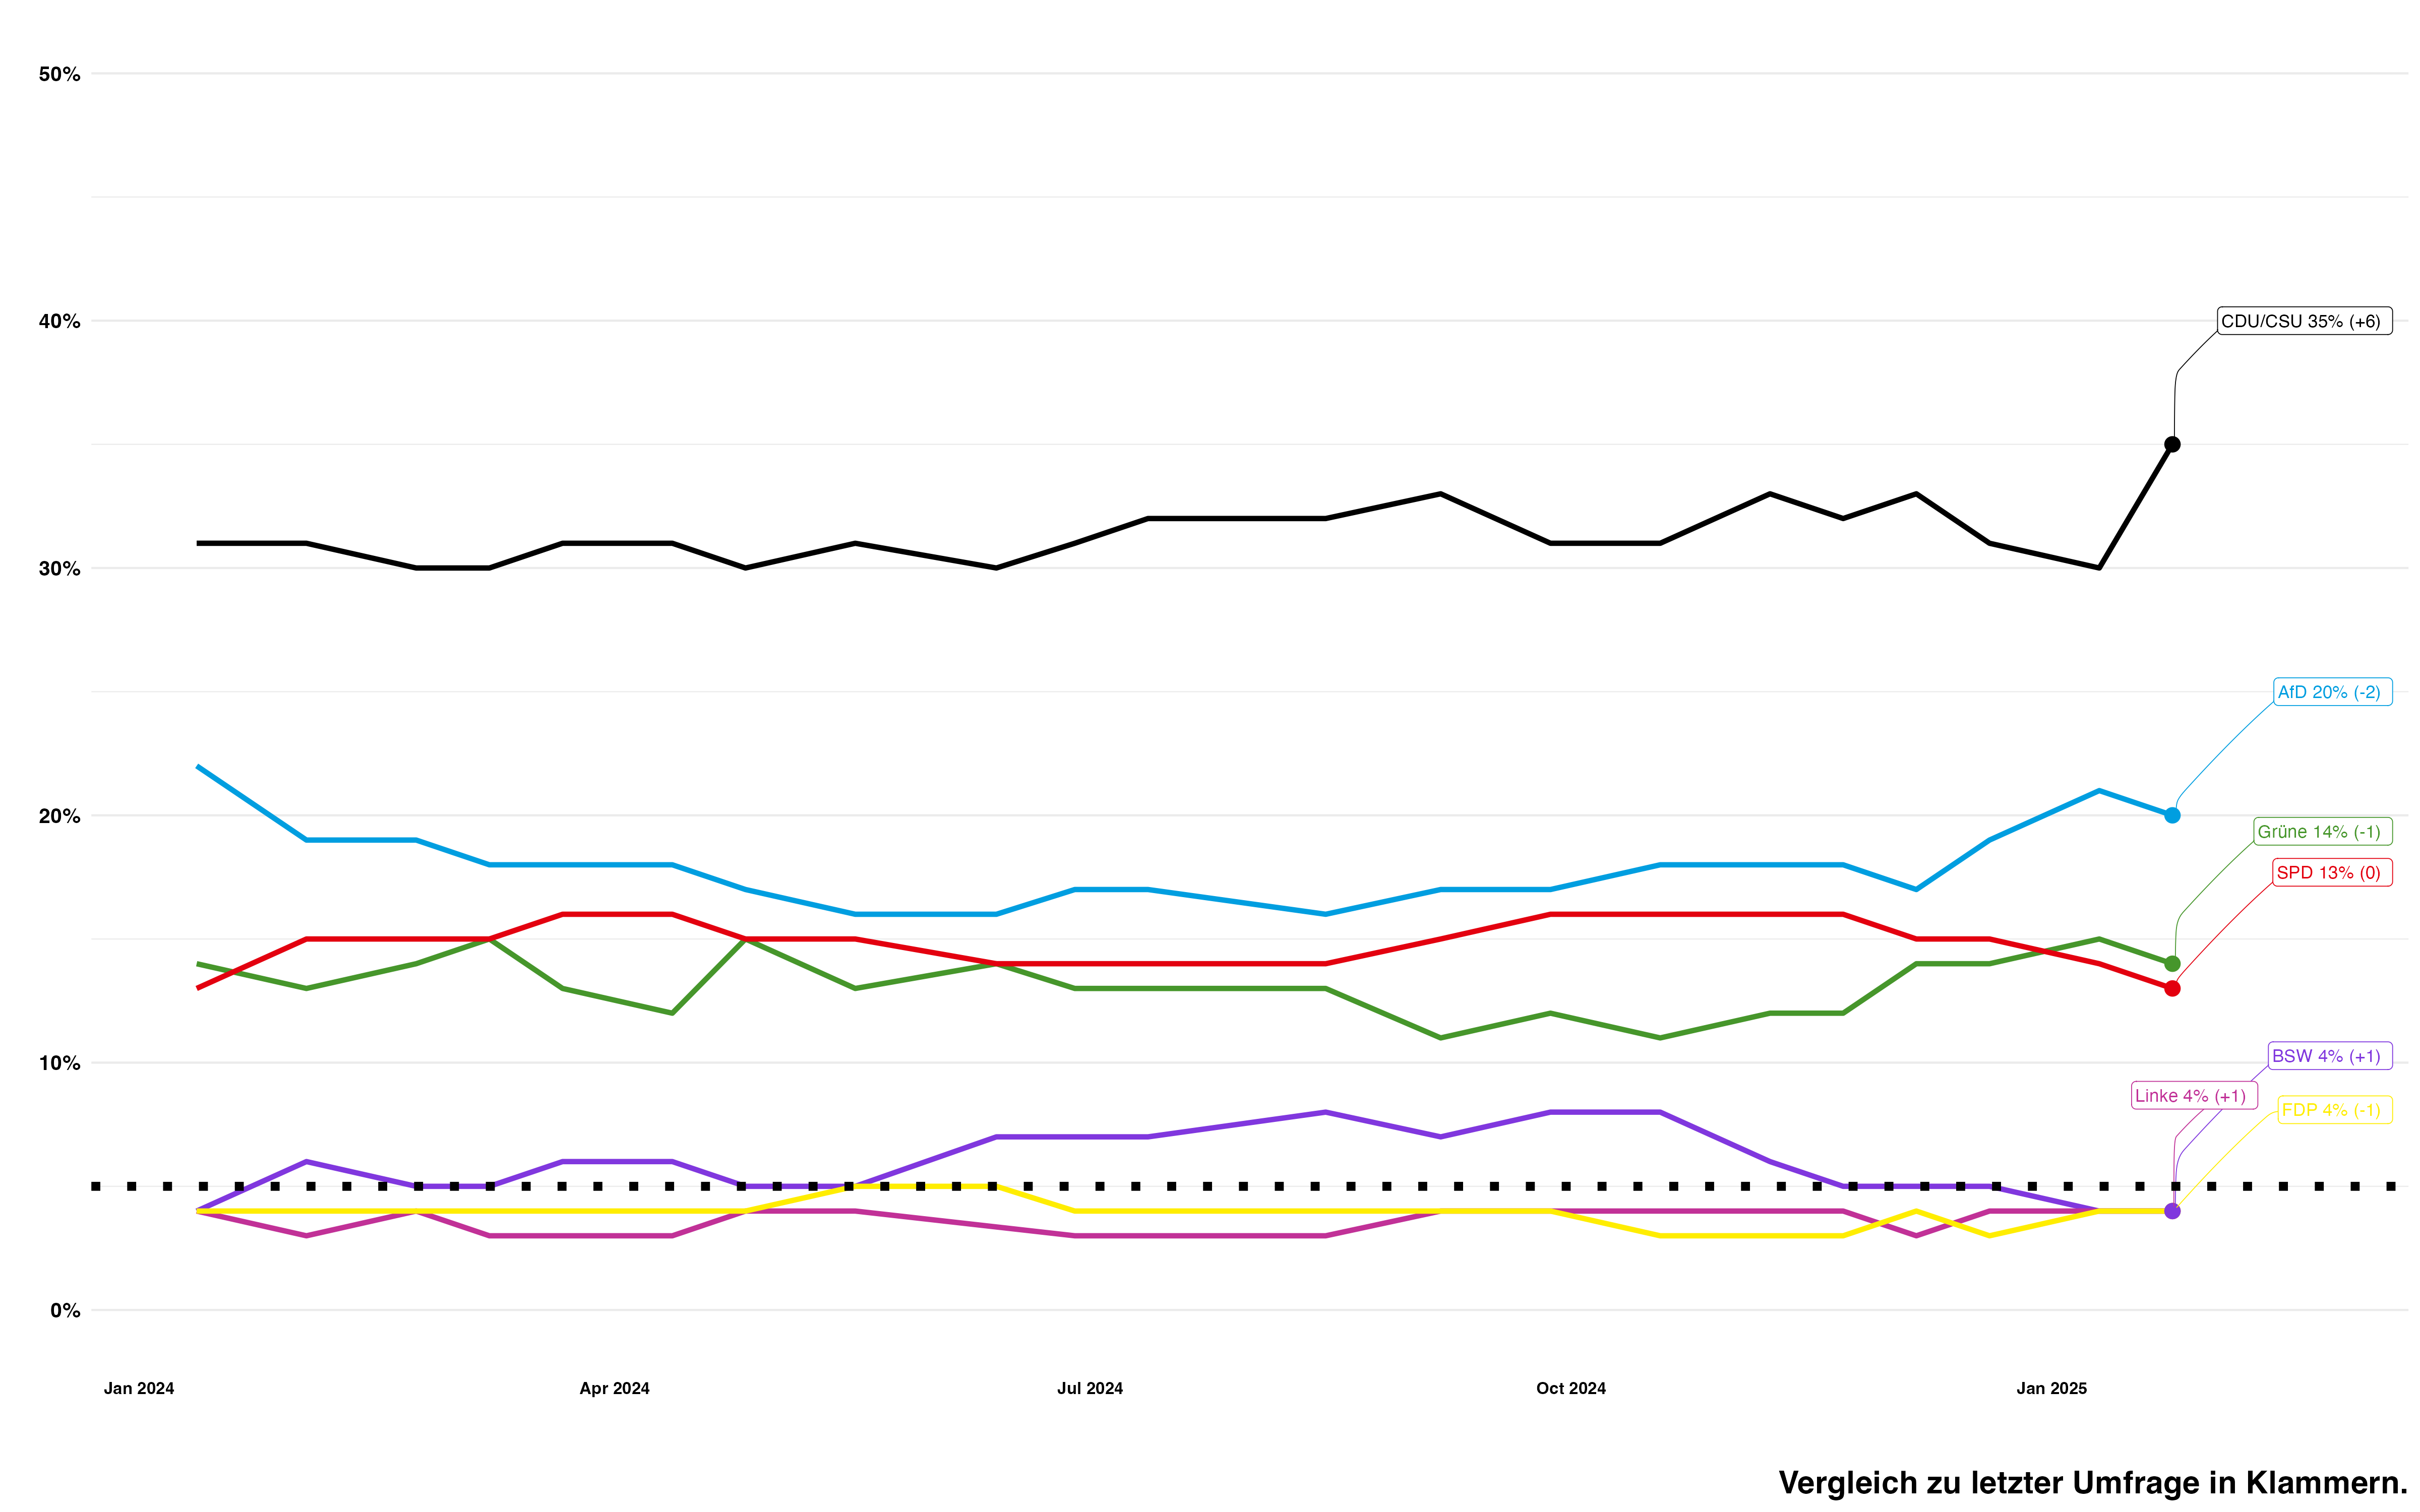 50%
40%
30%
20%
10%
0%
CDU/CSU 35% (+6)
AfD 20% (-2)
Grüne 14% (-1)
SPD 13% (0)
BSW 4% (+1)
Linke 4% (+1)
FDP 4% (-1)
Jan 2024
Apr 2024
Jul 2024
Oct 2024
Jan 2025
Vergleich zu letzter Umfrage in Klammern.